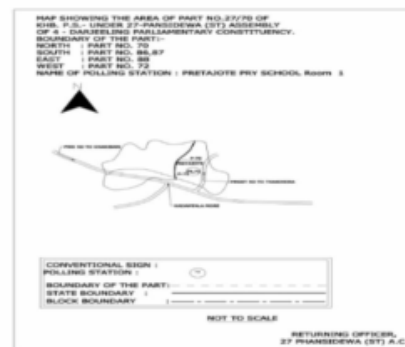 MAP SHOWING THE AREA OF PART NO.27/70 OF
KHB. P.S.- UNDER 27-PANSIDEWA (ST) ASSEMBLY
OF 4 - DARJEELING PARLIAMENTARY CONSTITUENCY.
BOUNDARY OF THE PART:-
NORTH : PART NO. 70
SOUTH : PART NO. 86,87
EAST : PART NO. 88
WEST : PART NO. 72
NAME OF POLLING STATION : PRETAJOTE PRY SCHOOL Room 1
N
CONVENTIONAL SIGN :
POLLING STATION :
BOUNDARY OF THE PART:
STATE BOUNDARY :
BLOCK BOUNDARY :
NOT TO SCALE
RETURNING OFFICER,
27 PHANSIDEWA (ST) A.C